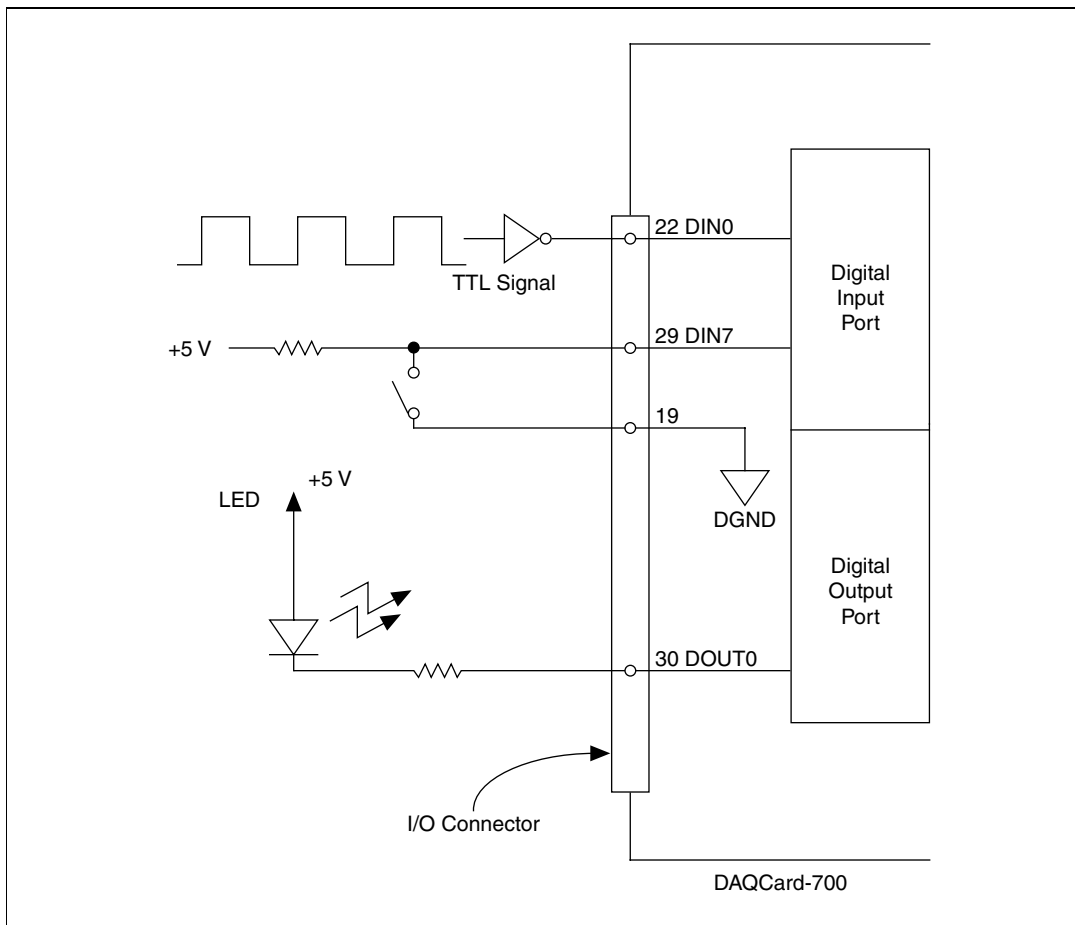 22 DIN0
TTL Signal
Digital
Input
Port
+5 V
29 DIN7
19
DGND
LED
+5 V
Digital
Output
Port
30 DOUT0
I/O Connector
DAQCard-700